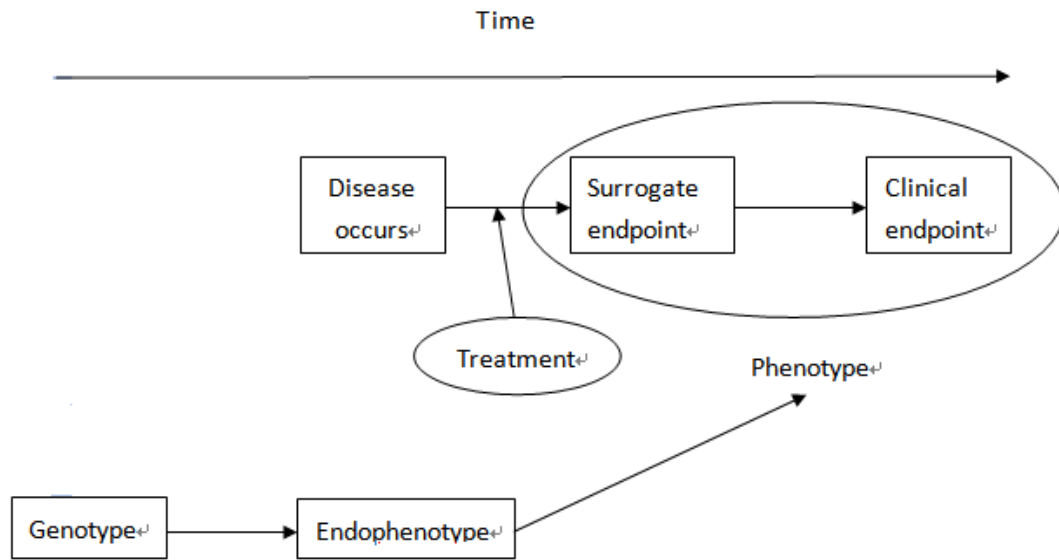 Time
Disease
occurs↵
Surrogate
endpoint↵
Clinical
endpoint↵
Treatment↵
Phenotype↵
Genotype↵
Endophenotype↵